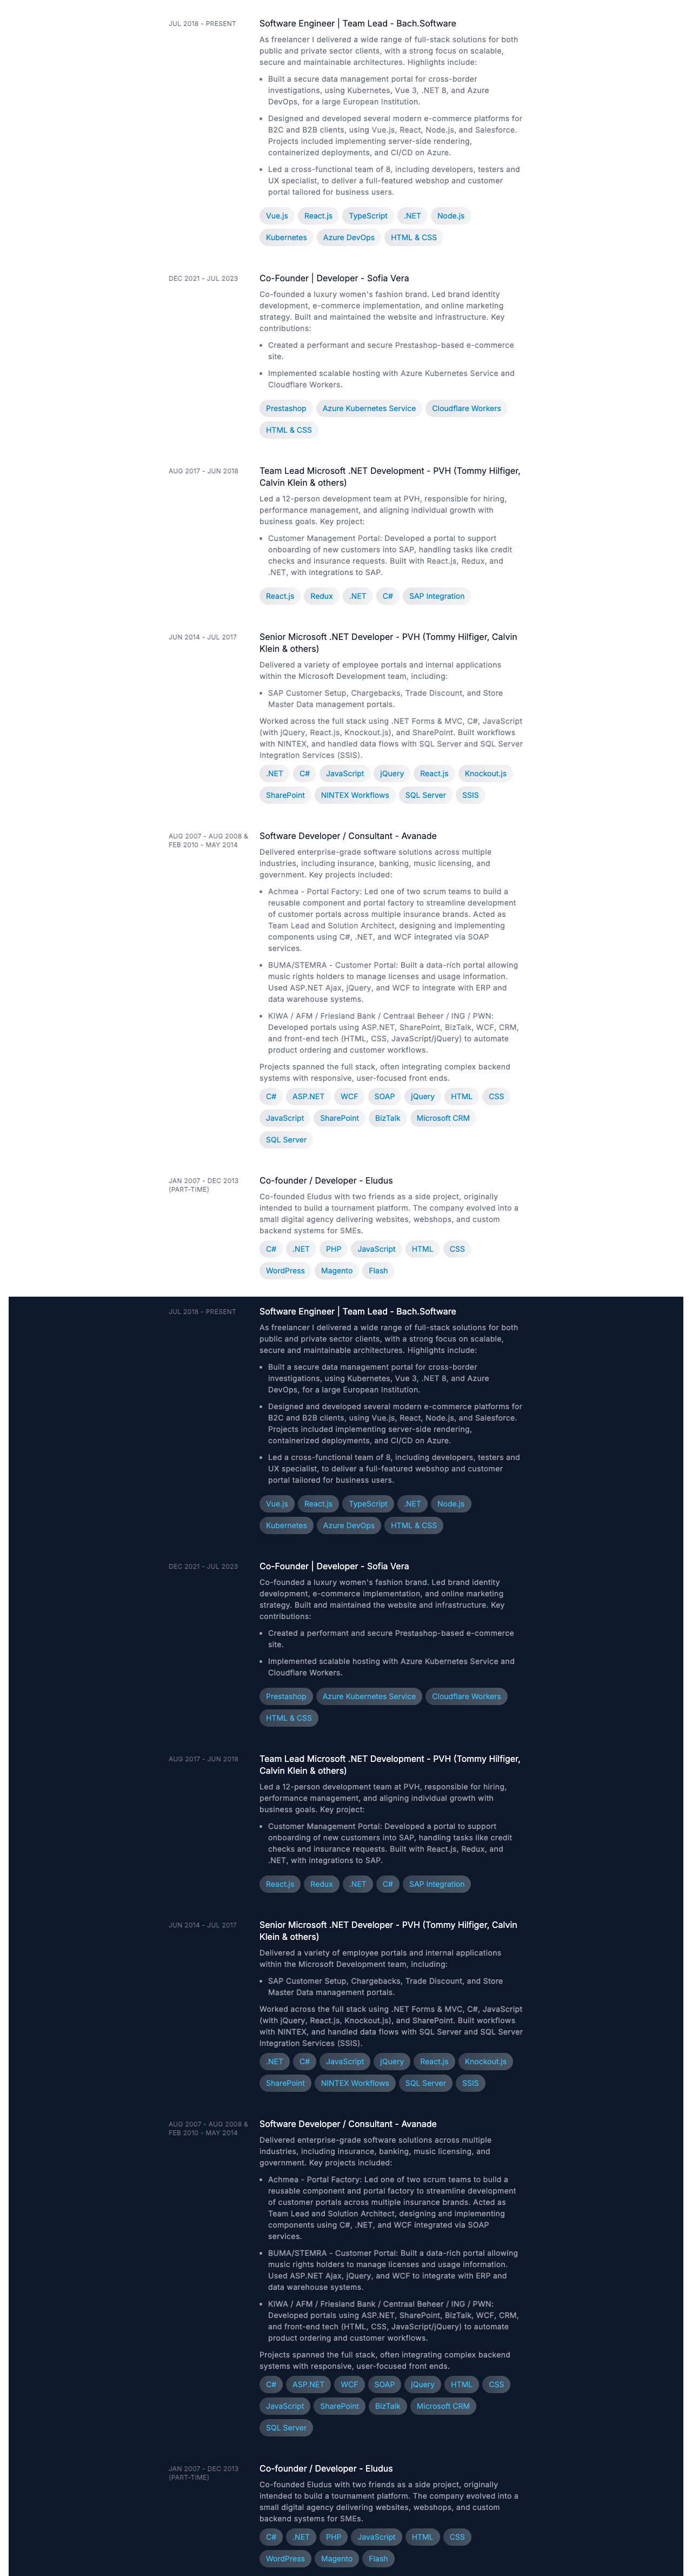 JUL 2018 - PRESENT
Software Engineer | Team Lead - Bach.Software
As freelancer I delivered a wide range of full-stack solutions for both
public and private sector clients, with a strong focus on scalable,
secure and maintainable architectures. Highlights include:
• Built a secure data management portal for cross-border
investigations, using Kubernetes, Vue 3, .NET 8, and Azure
DevOps, for a large European Institution.
• Designed and developed several modern e-commerce platforms for
B2C and B2B clients, using Vue.js, React, Node.js, and Salesforce.
Projects included implementing server-side rendering,
containerized deployments, and CI/CD on Azure.
• Led a cross-functional team of 8, including developers, testers and
UX specialist, to deliver a full-featured webshop and customer
portal tailored for business users.
Vue.js React.js TypeScript .NET Node.js
Kubernetes Azure DevOps HTML & CSS
DEC 2021 - JUL 2023
Co-Founder | Developer - Sofia Vera
Co-founded a luxury women's fashion brand. Led brand identity
development, e-commerce implementation, and online marketing
strategy. Built and maintained the website and infrastructure. Key
contributions:
• Created a performant and secure Prestashop-based e-commerce
site.
• Implemented scalable hosting with Azure Kubernetes Service and
Cloudflare Workers.
Prestashop Azure Kubernetes Service Cloudflare Workers
HTML & CSS
AUG 2017 - JUN 2018
Team Lead Microsoft .NET Development - PVH (Tommy Hilfiger,
Calvin Klein & others)
Led a 12-person development team at PVH, responsible for hiring,
performance management, and aligning individual growth with
business goals. Key project:
• Customer Management Portal: Developed a portal to support
onboarding of new customers into SAP, handling tasks like credit
checks and insurance requests. Built with React.js, Redux, and
.NET, with integrations to SAP.
React.js Redux .NET C# SAP Integration
JUN 2014 - JUL 2017
Senior Microsoft .NET Developer - PVH (Tommy Hilfiger, Calvin
Klein & others)
Delivered a variety of employee portals and internal applications
within the Microsoft Development team, including:
• SAP Customer Setup, Chargebacks, Trade Discount, and Store
Master Data management portals.
Worked across the full stack using .NET Forms & MVC, C#, JavaScript
(with jQuery, React.js, Knockout.js), and SharePoint. Built workflows
with NINTEX, and handled data flows with SQL Server and SQL Server
Integration Services (SSIS).
.NET C# JavaScript jQuery React.js Knockout.js
SharePoint NINTEX Workflows SQL Server SSIS
AUG 2007 - AUG 2008 &
FEB 2010 - MAY 2014
Software Developer / Consultant - Avanade
Delivered enterprise-grade software solutions across multiple
industries, including insurance, banking, music licensing, and
government. Key projects included:
• Achmea - Portal Factory: Led one of two scrum teams to build a
reusable component and portal factory to streamline development
of customer portals across multiple insurance brands. Acted as
Team Lead and Solution Architect, designing and implementing
components using C#, .NET, and WCF integrated via SOAP
services.
• BUMA/STEMRA - Customer Portal: Built a data-rich portal allowing
music rights holders to manage licenses and usage information.
Used ASP.NET Ajax, jQuery, and WCF to integrate with ERP and
data warehouse systems.
• KIWA / AFM / Friesland Bank / Centraal Beheer / ING / PWN:
Developed portals using ASP.NET, SharePoint, BizTalk, WCF, CRM,
and front-end tech (HTML, CSS, JavaScript/jQuery) to automate
product ordering and customer workflows.
Projects spanned the full stack, often integrating complex backend
systems with responsive, user-focused front ends.
C# ASP.NET WCF SOAP jQuery HTML CSS
JavaScript SharePoint BizTalk Microsoft CRM
SQL Server
JAN 2007 - DEC 2013
(PART-TIME)
Co-founder / Developer - Eludus
Co-founded Eludus with two friends as a side project, originally
intended to build a tournament platform. The company evolved into a
small digital agency delivering websites, webshops, and custom
backend systems for SMEs.
C# .NET PHP JavaScript HTML CSS
WordPress Magento Flash
JUL 2018 - PRESENT
Software Engineer | Team Lead - Bach.Software
As freelancer I delivered a wide range of full-stack solutions for both
public and private sector clients, with a strong focus on scalable,
secure and maintainable architectures. Highlights include:
• Built a secure data management portal for cross-border
investigations, using Kubernetes, Vue 3, .NET 8, and Azure
DevOps, for a large European Institution.
• Designed and developed several modern e-commerce platforms for
B2C and B2B clients, using Vue.js, React, Node.js, and Salesforce.
Projects included implementing server-side rendering,
containerized deployments, and CI/CD on Azure.
• Led a cross-functional team of 8, including developers, testers and
UX specialist, to deliver a full-featured webshop and customer
portal tailored for business users.
Vue.js React.js TypeScript .NET Node.js
Kubernetes Azure DevOps HTML & CSS
DEC 2021 - JUL 2023
Co-Founder | Developer - Sofia Vera
Co-founded a luxury women's fashion brand. Led brand identity
development, e-commerce implementation, and online marketing
strategy. Built and maintained the website and infrastructure. Key
contributions:
• Created a performant and secure Prestashop-based e-commerce
site.
• Implemented scalable hosting with Azure Kubernetes Service and
Cloudflare Workers.
Prestashop Azure Kubernetes Service Cloudflare Workers
HTML & CSS
AUG 2017 - JUN 2018
Team Lead Microsoft .NET Development - PVH (Tommy Hilfiger,
Calvin Klein & others)
Led a 12-person development team at PVH, responsible for hiring,
performance management, and aligning individual growth with
business goals. Key project:
• Customer Management Portal: Developed a portal to support
onboarding of new customers into SAP, handling tasks like credit
checks and insurance requests. Built with React.js, Redux, and
.NET, with integrations to SAP.
React.js Redux .NET C# SAP Integration
JUN 2014 - JUL 2017
Senior Microsoft .NET Developer - PVH (Tommy Hilfiger, Calvin
Klein & others)
Delivered a variety of employee portals and internal applications
within the Microsoft Development team, including:
• SAP Customer Setup, Chargebacks, Trade Discount, and Store
Master Data management portals.
Worked across the full stack using .NET Forms & MVC, C#, JavaScript
(with jQuery, React.js, Knockout.js), and SharePoint. Built workflows
with NINTEX, and handled data flows with SQL Server and SQL Server
Integration Services (SSIS).
.NET C# JavaScript jQuery React.js Knockout.js
SharePoint NINTEX Workflows SQL Server SSIS
AUG 2007 - AUG 2008 &
FEB 2010 - MAY 2014
Software Developer / Consultant - Avanade
Delivered enterprise-grade software solutions across multiple
industries, including insurance, banking, music licensing, and
government. Key projects included:
• Achmea - Portal Factory: Led one of two scrum teams to build a
reusable component and portal factory to streamline development
of customer portals across multiple insurance brands. Acted as
Team Lead and Solution Architect, designing and implementing
components using C#, .NET, and WCF integrated via SOAP
services.
• BUMA/STEMRA - Customer Portal: Built a data-rich portal allowing
music rights holders to manage licenses and usage information.
Used ASP.NET Ajax, jQuery, and WCF to integrate with ERP and
data warehouse systems.
• KIWA / AFM / Friesland Bank / Centraal Beheer / ING / PWN:
Developed portals using ASP.NET, SharePoint, BizTalk, WCF, CRM,
and front-end tech (HTML, CSS, JavaScript/jQuery) to automate
product ordering and customer workflows.
Projects spanned the full stack, often integrating complex backend
systems with responsive, user-focused front ends.
C# ASP.NET WCF SOAP jQuery HTML CSS
JavaScript SharePoint BizTalk Microsoft CRM
SQL Server
JAN 2007 - DEC 2013
(PART-TIME)
Co-founder / Developer - Eludus
Co-founded Eludus with two friends as a side project, originally
intended to build a tournament platform. The company evolved into a
small digital agency delivering websites, webshops, and custom
backend systems for SMEs.
C# .NET PHP JavaScript HTML CSS
WordPress Magento Flash